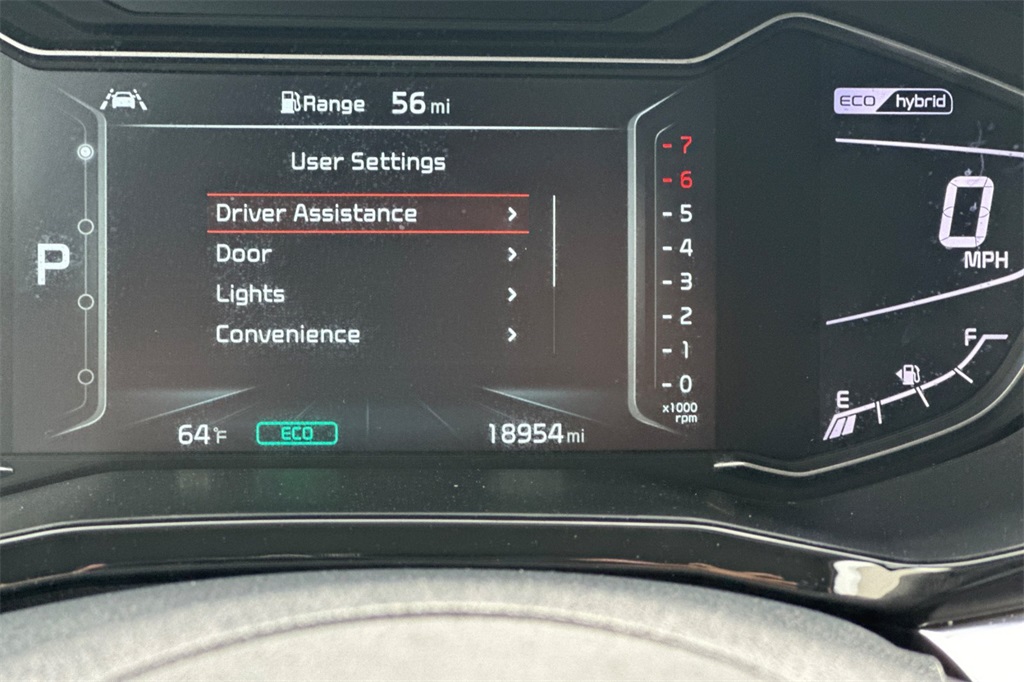 Range 56 mi
ECO hybrid
User Settings
Driver Assistance
Door
Lights
Convenience
P
7
6
5
4
3
2
1
0
x1000
rpm
0
MPH
F
E
64°F
ECO
18954 mi